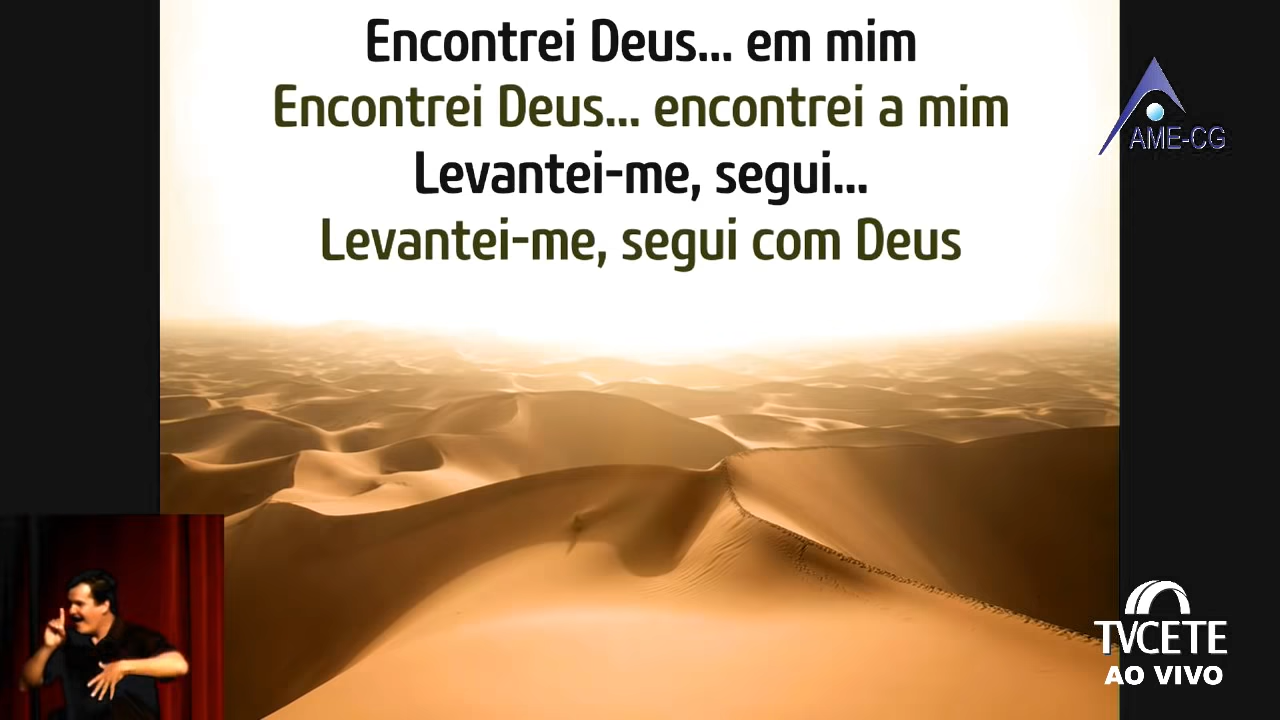 Encontrei Deus... em mim
Encontrei Deus... encontrei a mim
Levantei-me, segui...
Levantei-me, segui com Deus
AME-CG
TVCETE
AO VIVO